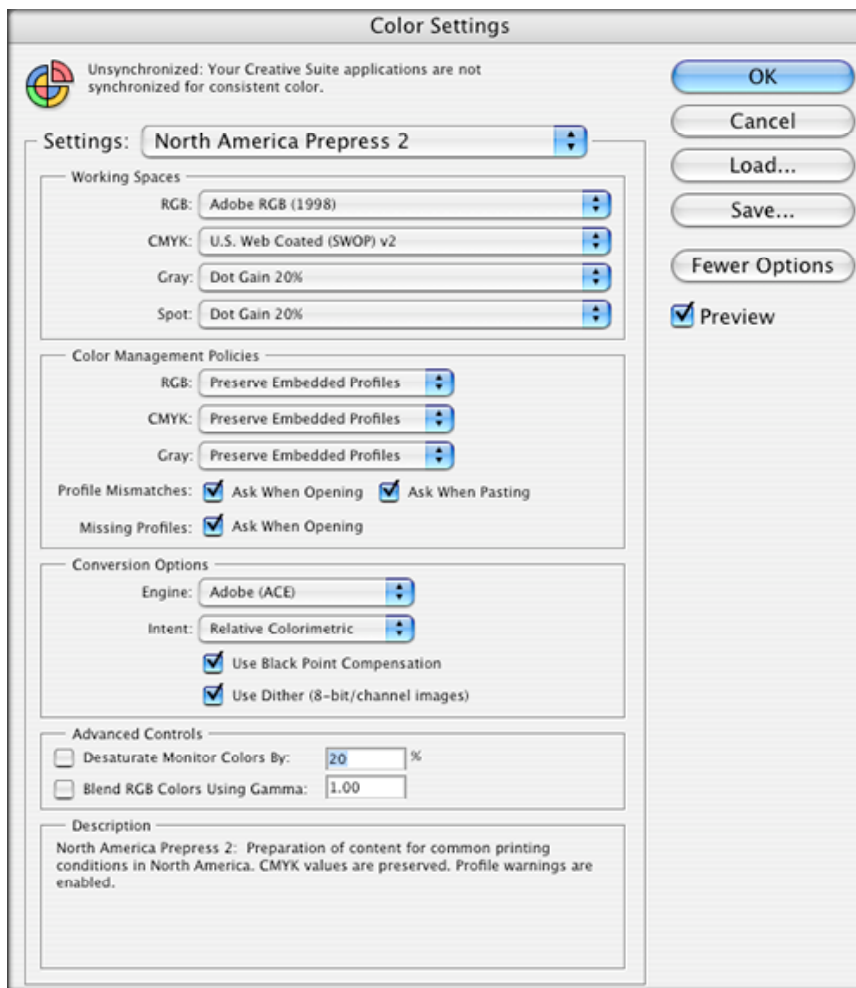 Color Settings
Unsynchronized: Your Creative Suite applications are not
synchronized for consistent color.
OK
Cancel
Load...
Save...
Fewer Options
Preview
Settings: North America Prepress 2
Working Spaces
RGB: Adobe RGB (1998)
CMYK: U.S. Web Coated (SWOP) v2
Gray: Dot Gain 20%
Spot: Dot Gain 20%
Color Management Policies
RGB: Preserve Embedded Profiles
CMYK: Preserve Embedded Profiles
Gray: Preserve Embedded Profiles
Profile Mismatches: Ask When Opening Ask When Pasting
Missing Profiles: Ask When Opening
Conversion Options
Engine: Adobe (ACE)
Intent: Relative Colorimetric
Use Black Point Compensation
Use Dither (8-bit/channel images)
Advanced Controls
Desaturate Monitor Colors By: 20 %
Blend RGB Colors Using Gamma: 1.00
Description
North America Prepress 2: Preparation of content for common printing
conditions in North America. CMYK values are preserved. Profile warnings are
enabled.